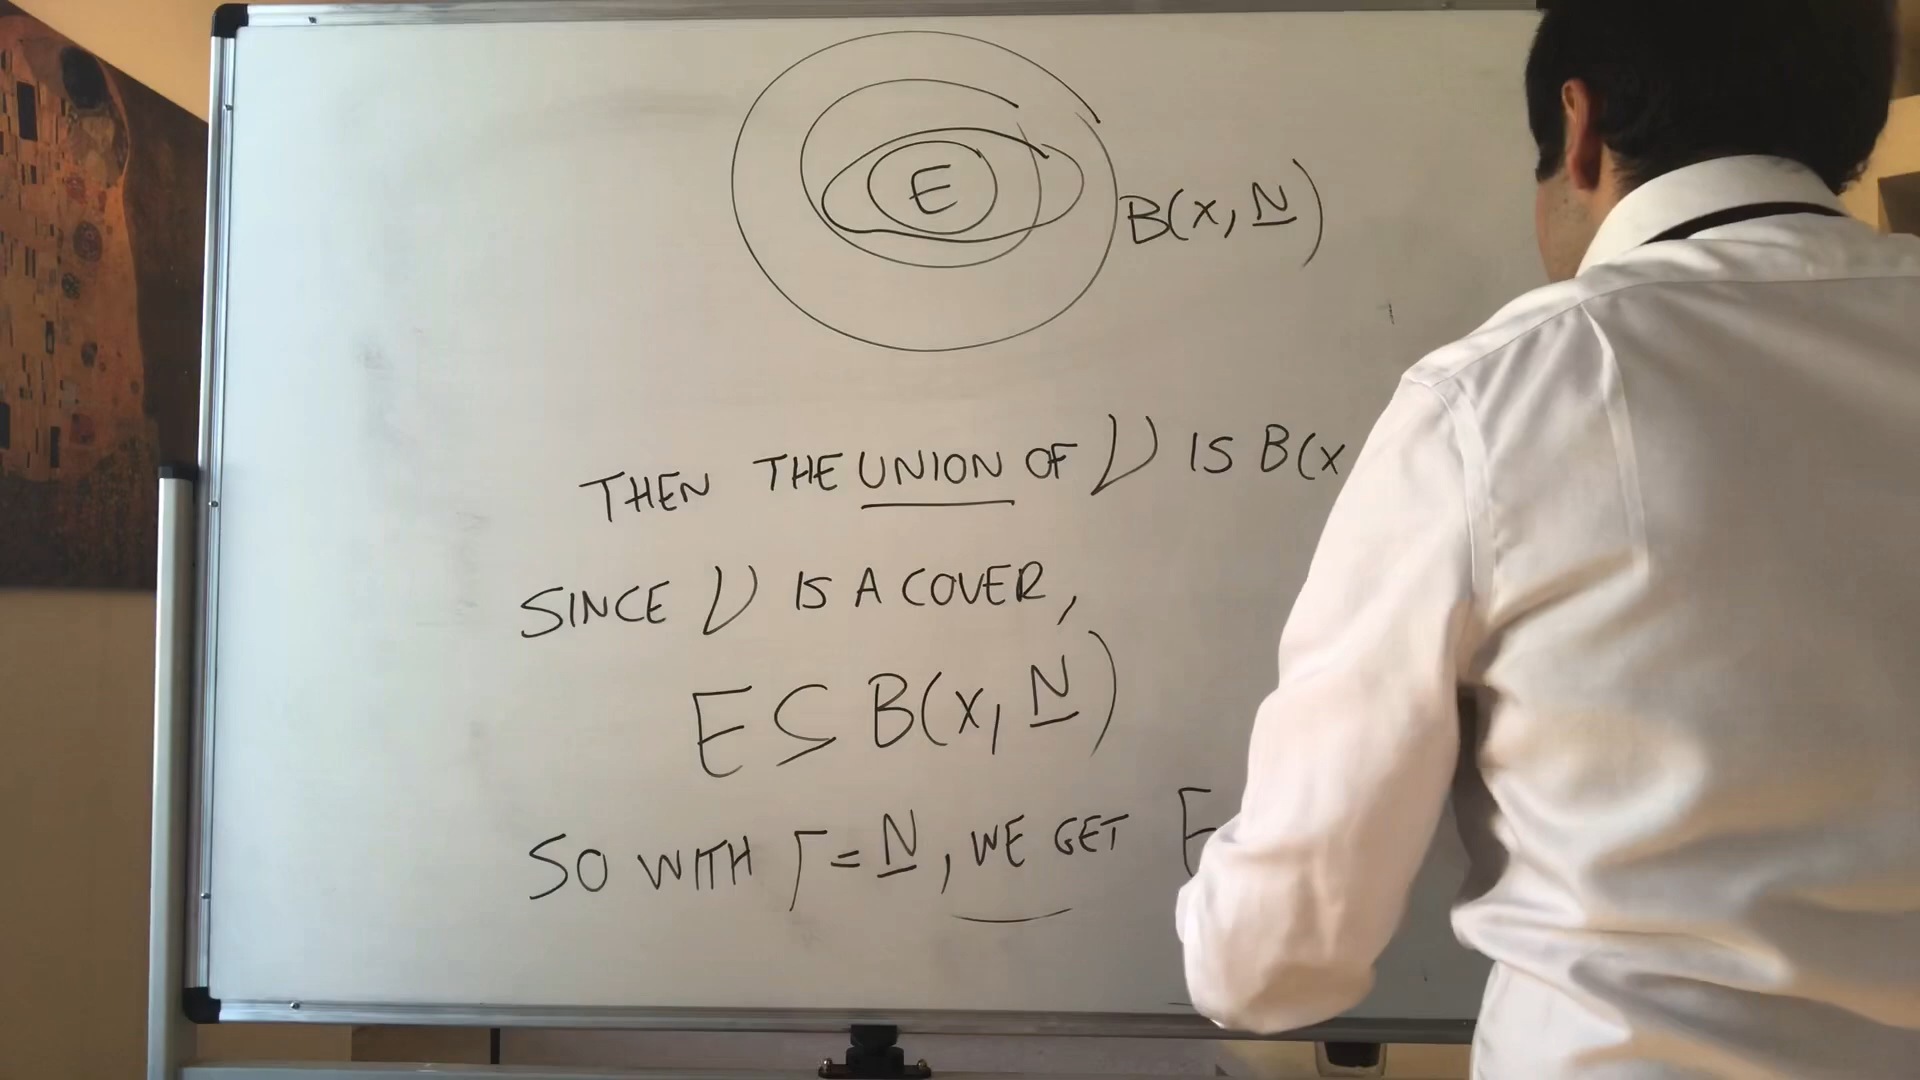 E
B(x, N)
THEN THE UNION OF V IS B(x
SINCE V IS A COVER,
E ⊆ B(x, N)
SO WITH r = N, WE GET E